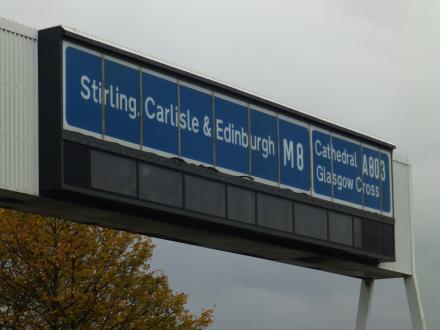 Stirling, Carlisle & Edinburgh M8
Cathedral A803
Glasgow Cross